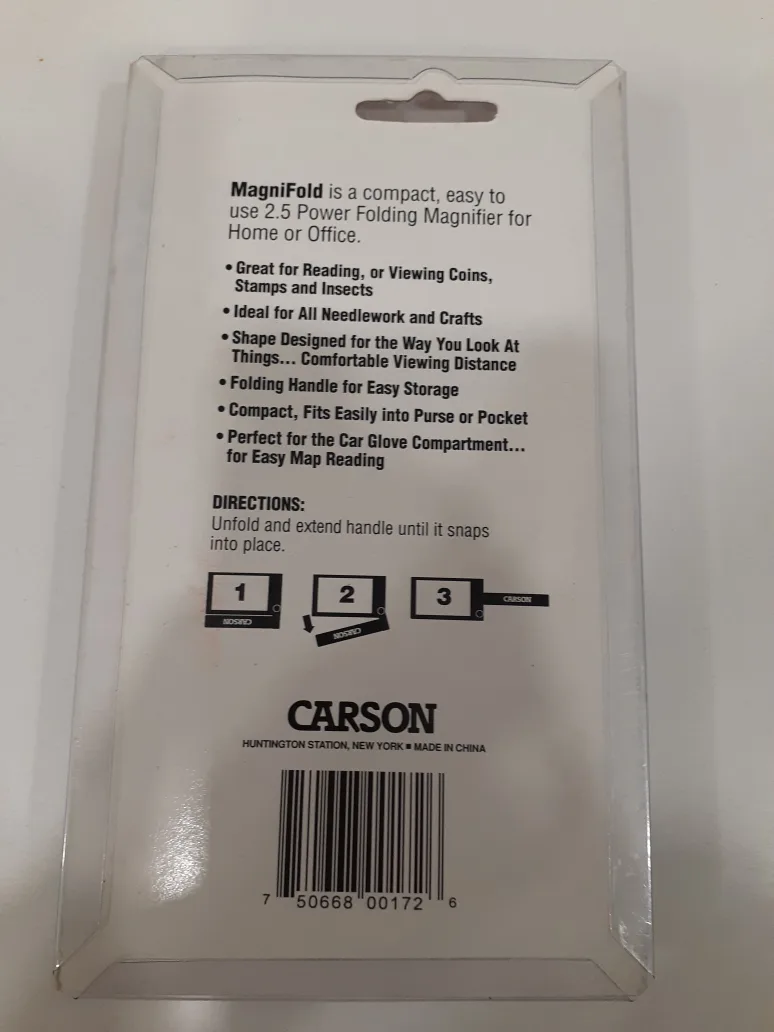 MagniFold is a compact, easy to
use 2.5 Power Folding Magnifier for
Home or Office.
• Great for Reading, or Viewing Coins,
Stamps and Insects
• Ideal for All Needlework and Crafts
• Shape Designed for the Way You Look At
Things... Comfortable Viewing Distance
• Folding Handle for Easy Storage
• Compact, Fits Easily into Purse or Pocket
• Perfect for the Car Glove Compartment...
for Easy Map Reading
DIRECTIONS:
Unfold and extend handle until it snaps
into place.
1 2 3
CARSON CARSON CARSON
CARSON
HUNTINGTON STATION, NEW YORK ■ MADE IN CHINA
7 50668 00172 6